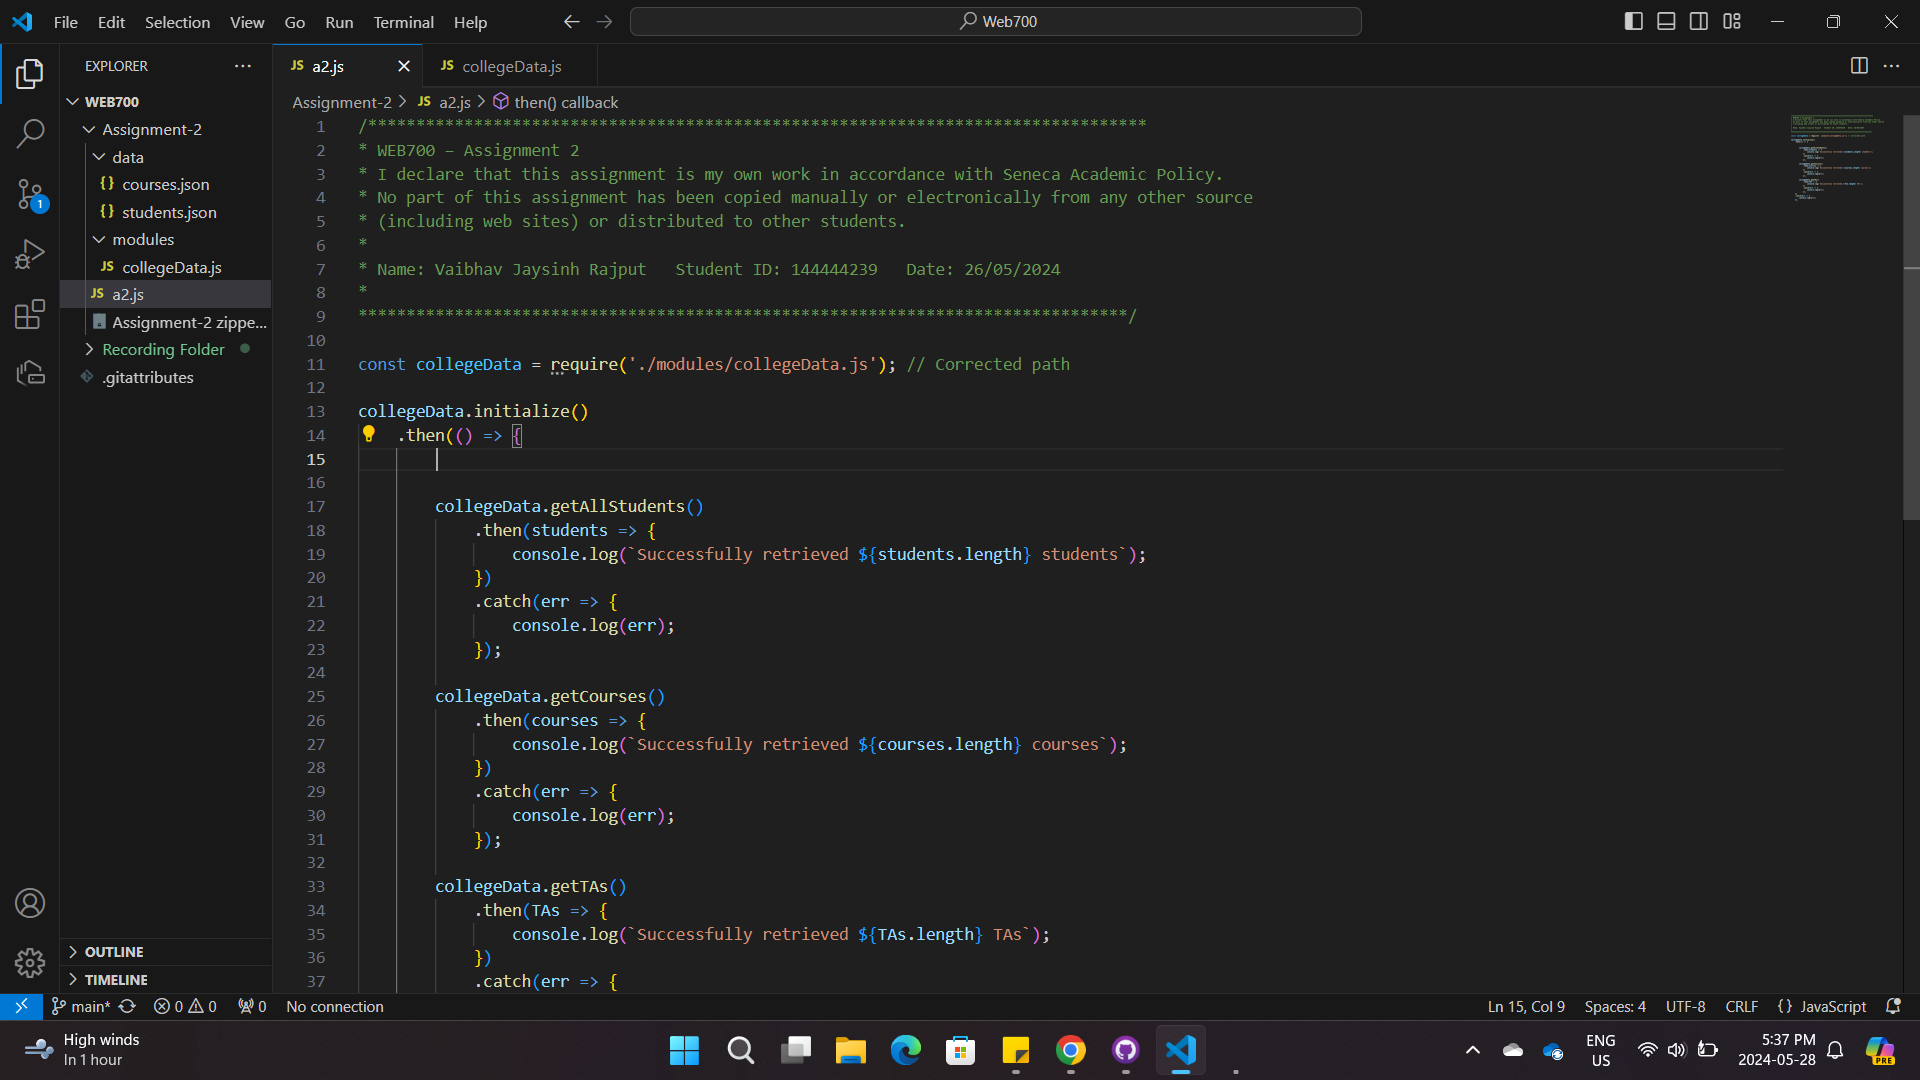 File Edit Selection View Go Run Terminal Help
Web700
EXPLORER
WEB700
Assignment-2
data
{} courses.json
{} students.json
modules
JS collegeData.js
JS a2.js
Assignment-2 zippe...
Recording Folder
.gitattributes
OUTLINE
TIMELINE
1
JS a2.js
JS collegeData.js
Assignment-2 > JS a2.js > then() callback
1 /*********************************************************************************
2 * WEB700 – Assignment 2
3 * I declare that this assignment is my own work in accordance with Seneca Academic Policy.
4 * No part of this assignment has been copied manually or electronically from any other source
5 * (including web sites) or distributed to other students.
6 *
7 * Name: Vaibhav Jaysinh Rajput   Student ID: 144444239   Date: 26/05/2024
8 *
9 ********************************************************************************/
10
11 const collegeData = require('./modules/collegeData.js'); // Corrected path
12
13 collegeData.initialize()
14     .then(() => {
15
16
17         collegeData.getAllStudents()
18             .then(students => {
19                 console.log(`Successfully retrieved ${students.length} students`);
20             })
21             .catch(err => {
22                 console.log(err);
23             });
24
25         collegeData.getCourses()
26             .then(courses => {
27                 console.log(`Successfully retrieved ${courses.length} courses`);
28             })
29             .catch(err => {
30                 console.log(err);
31             });
32
33         collegeData.getTAs()
34             .then(TAs => {
35                 console.log(`Successfully retrieved ${TAs.length} TAs`);
36             })
37             .catch(err => {
main* 0 0 0 No connection
Ln 15, Col 9 Spaces: 4 UTF-8 CRLF {} JavaScript
High winds
In 1 hour
ENG
US
5:37 PM
2024-05-28
PRE